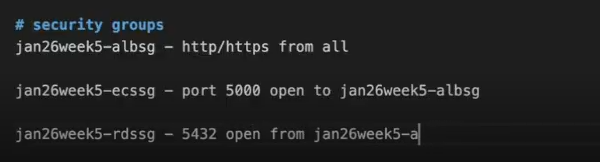 # security groups
jan26week5-albsg - http/https from all
jan26week5-ecssg - port 5000 open to jan26week5-albsg
jan26week5-rdssg - 5432 open from jan26week5-a